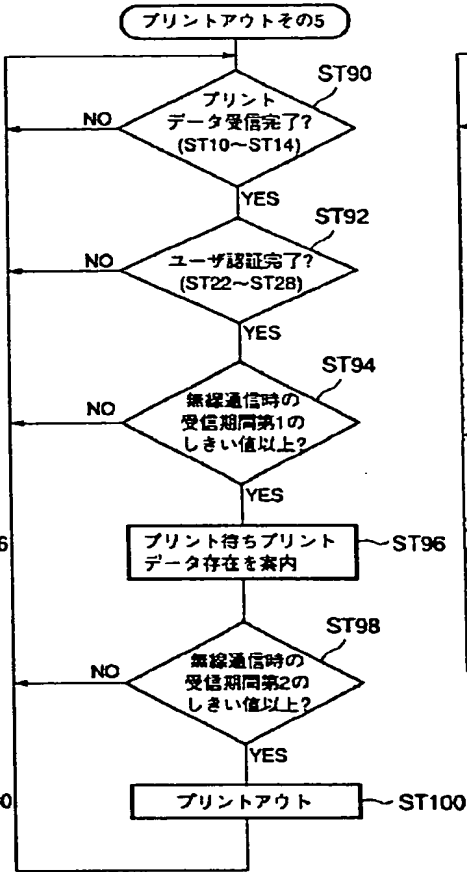 プリントアウトその5
ST90
プリント
データ受信完了?
(ST10～ST14)
NO
YES
ST92
ユーザ認証完了?
(ST22～ST28)
NO
YES
ST94
無線通信時の
受信期間第1の
しきい値以上?
NO
YES
プリント待ちプリント
データ存在を案内
ST96
6
ST98
無線通信時の
受信期間第2の
しきい値以上?
NO
YES
プリントアウト
ST100
0